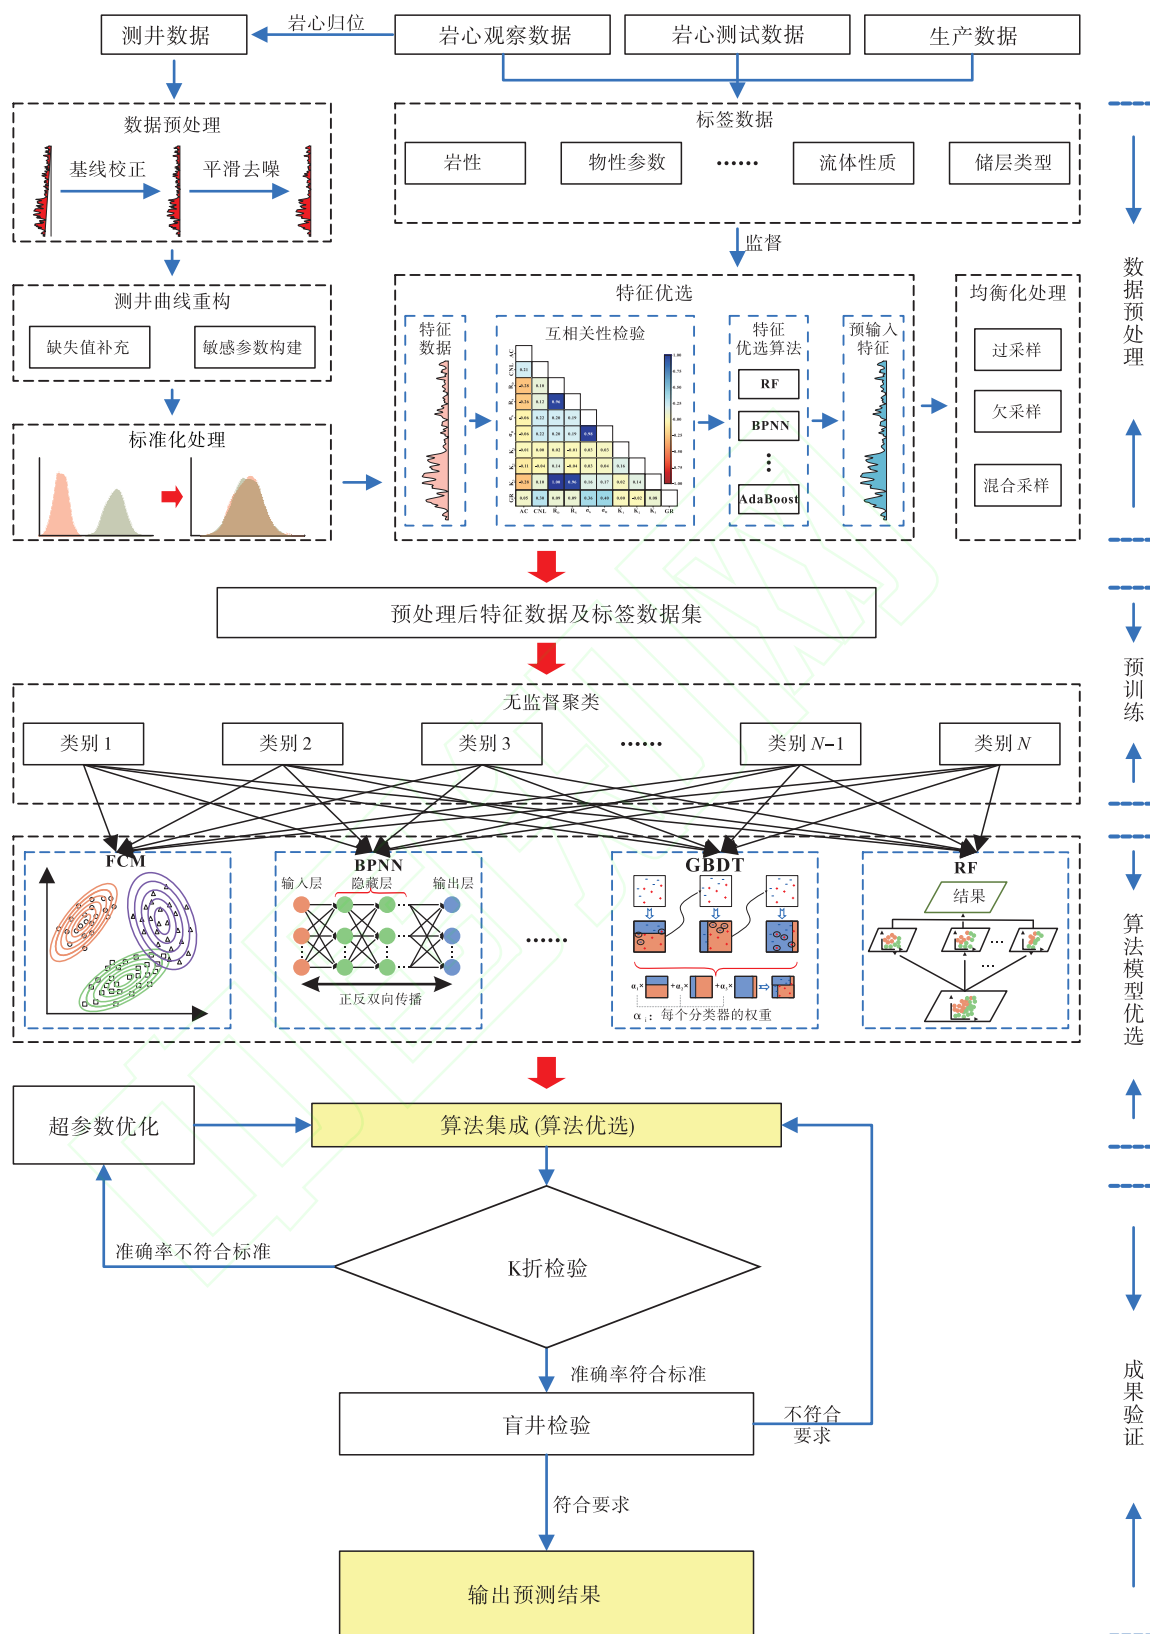 测井数据
岩心归位
岩心观察数据
岩心测试数据
生产数据
数据预处理
基线校正
平滑去噪
标签数据
岩性
物性参数
······
流体性质
储层类型
监督
测井曲线重构
缺失值补充
敏感参数构建
标准化处理
特征优选
特征
数据
互相关性检验
AC
CNL
GR
AC CNL
GR
特征
优选算法
RF
BPNN
AdaBoost
预输入
特征
均衡化处理
过采样
欠采样
混合采样
数据预处理
预处理后特征数据及标签数据集
无监督聚类
类别 1
类别 2
类别 3
······
类别 N-1
类别 N
预训练
FCM
BPNN
输入层
隐藏层
输出层
正反双向传播
······
GBDT
α₁×
+α₂×
+α₃×
αᵢ：每个分类器的权重
RF
结果
...
...
算法模型优选
超参数优化
算法集成 (算法优选)
准确率不符合标准
K折检验
准确率符合标准
盲井检验
不符合
要求
符合要求
输出预测结果
成果验证